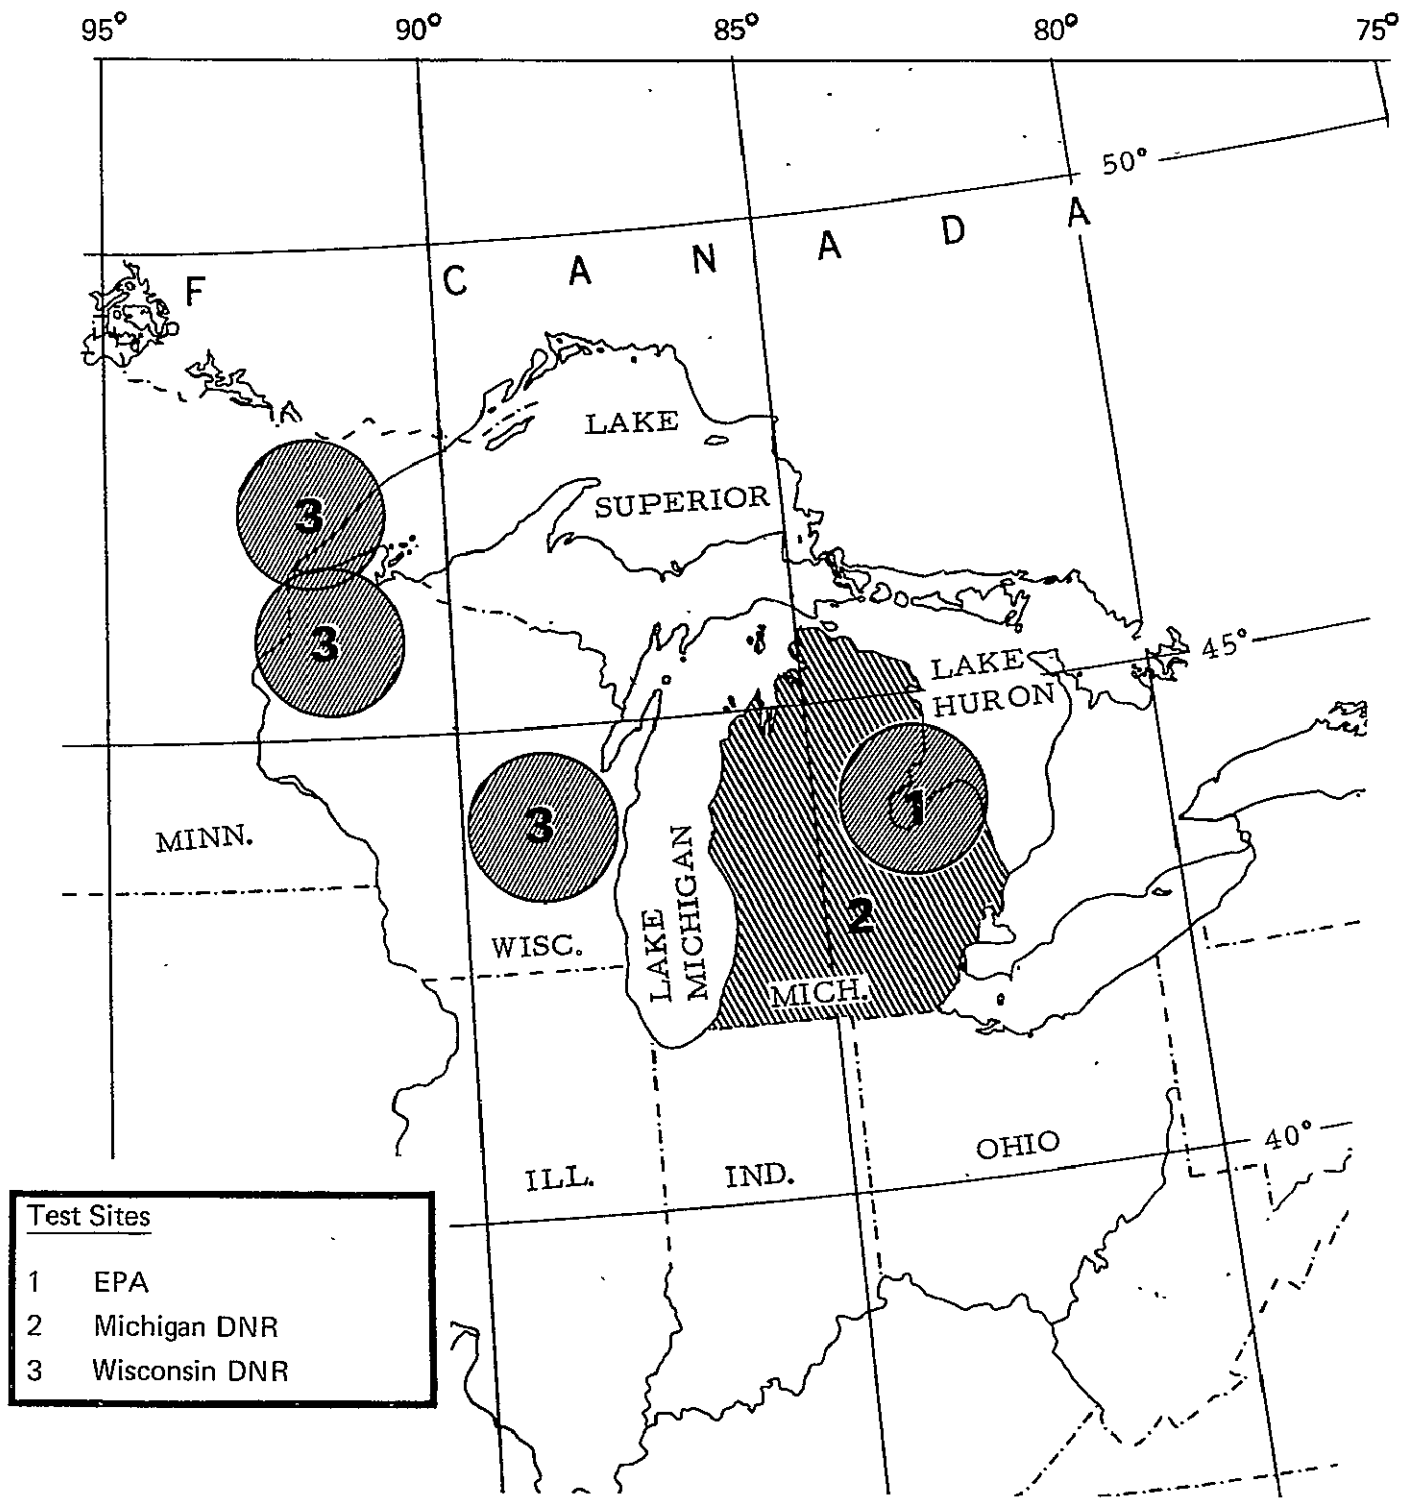 95° 90° 85° 80° 75°
50°
F C A N A D A
LAKE
SUPERIOR
3
3
LAKE
HURON
45°
1
3
MINN.
LAKE
MICHIGAN
2
WISC.
MICH.
OHIO
40°
ILL. IND.
Test Sites
1 EPA
2 Michigan DNR
3 Wisconsin DNR